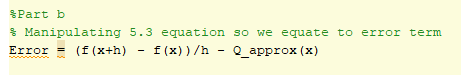 %Part b
% Manipulating 5.3 equation so we equate to error term
Error = (f(x+h) - f(x))/h - Q_approx(x)